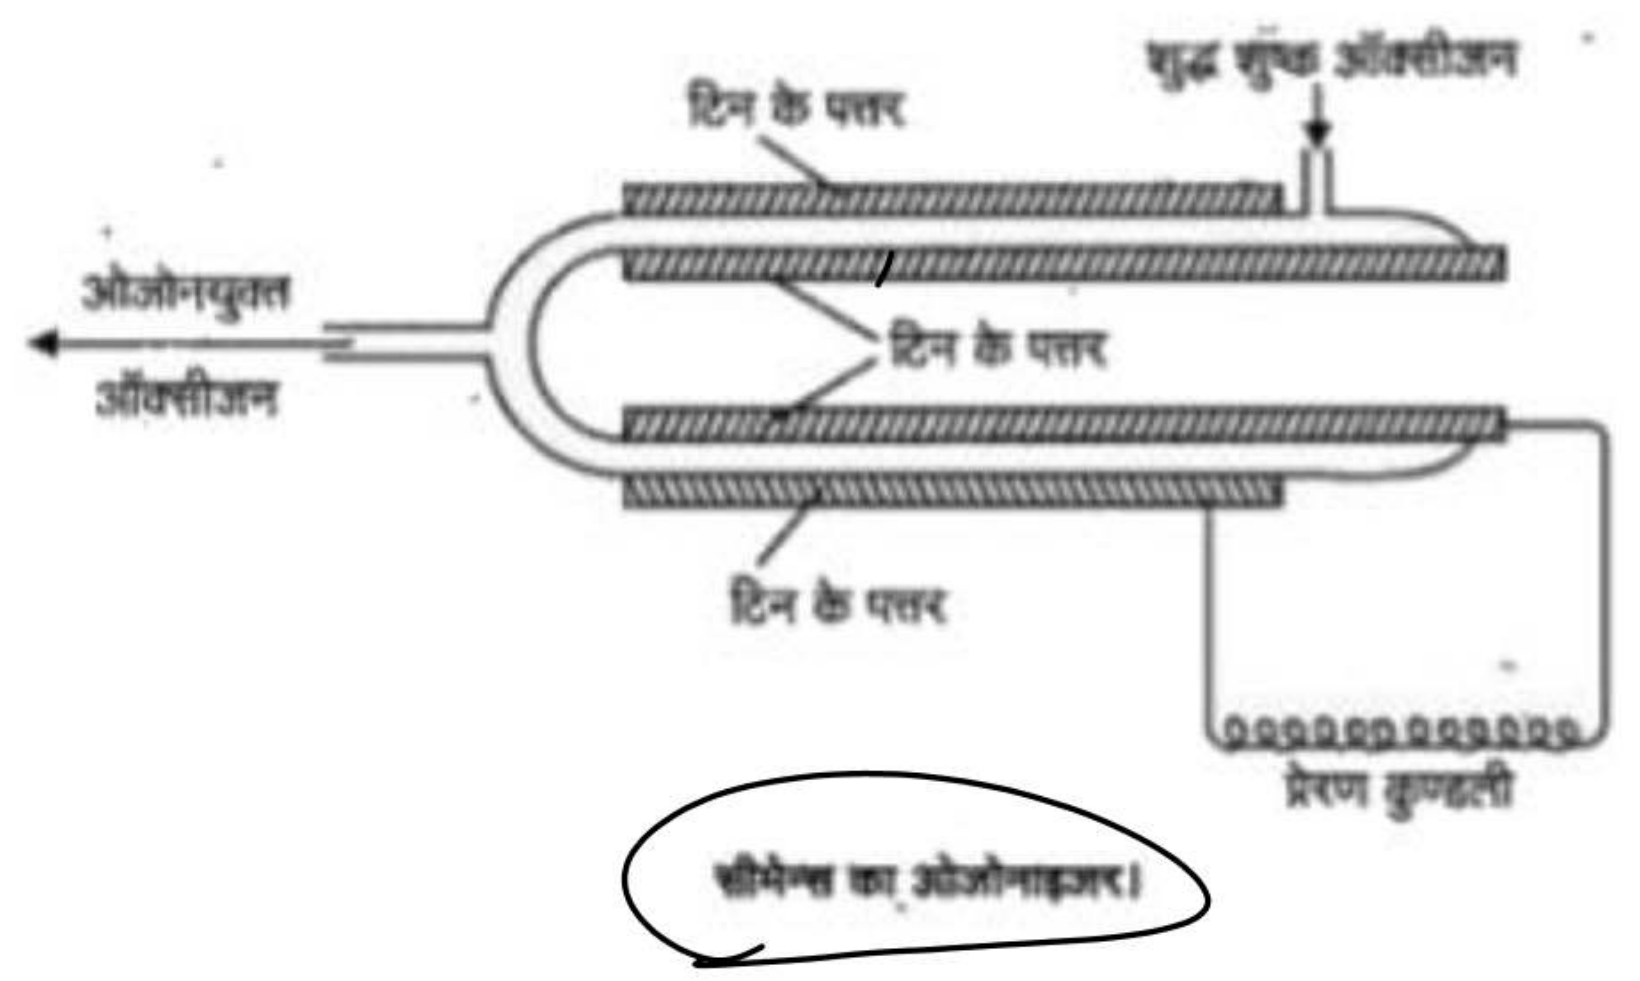 शुद्ध शुष्क ऑक्सीजन
टिन के पत्तर
ओजोनयुक्त
ऑक्सीजन
टिन के पत्तर
टिन के पत्तर
प्रेरण कुण्डली
सीमेन्स का ओजोनाइजर।